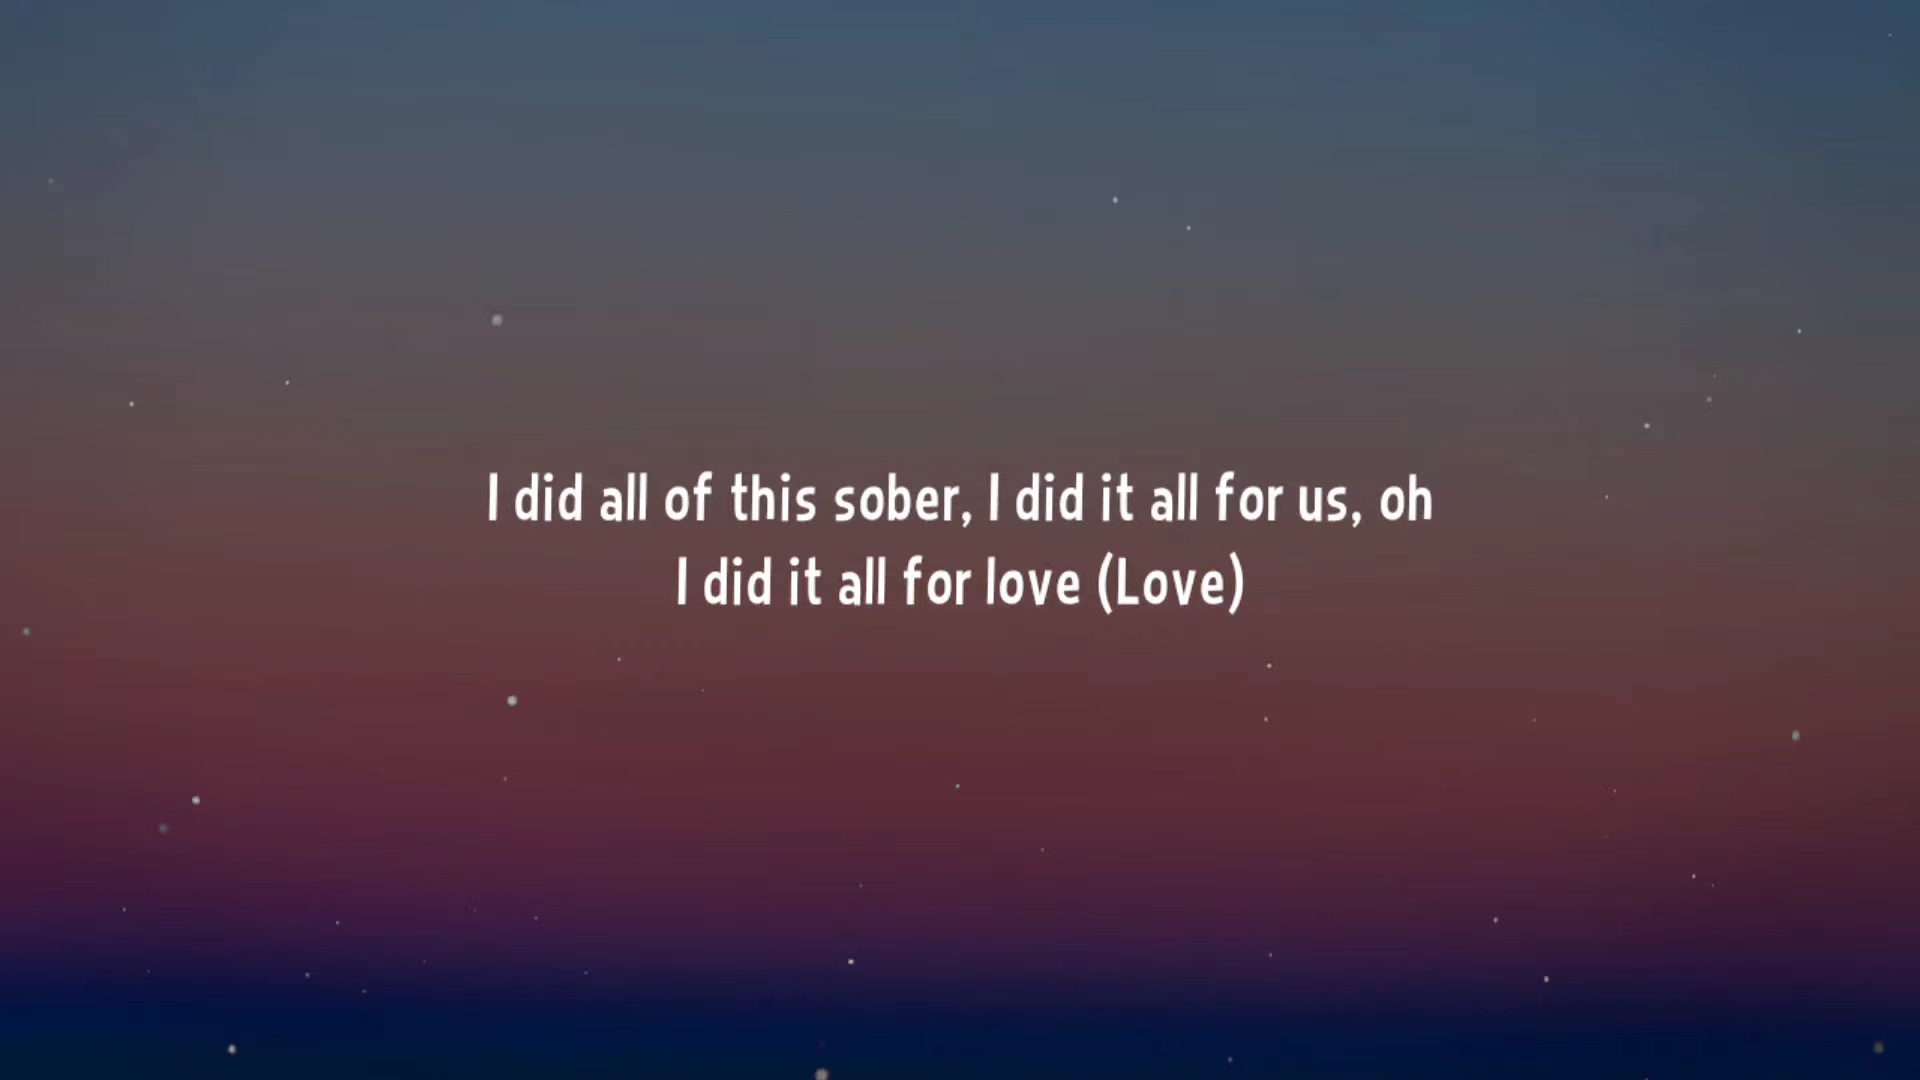 I did all of this sober, I did it all for us, oh
I did it all for love (Love)